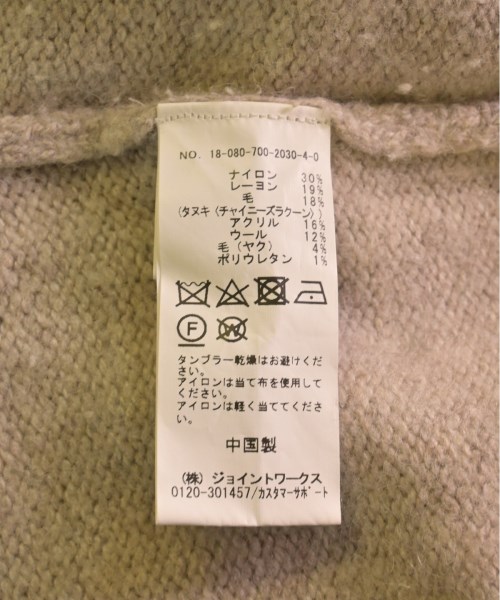 NO. 18-080-700-2030-4-0
ナイロン 30%
レーヨン 19%
毛 18%
(タヌキ〈チャイニーズラクーン〉)
アクリル 16%
ウール 12%
毛(ヤク) 4%
ポリウレタン 1%
F W
タンブラー乾燥はお避けくだ
さい。
アイロンは当て布を使用して
ください。
アイロンは軽く当ててくださ
い。
中国製
(株) ジョイントワークス
0120-301457/カスタマーサポート